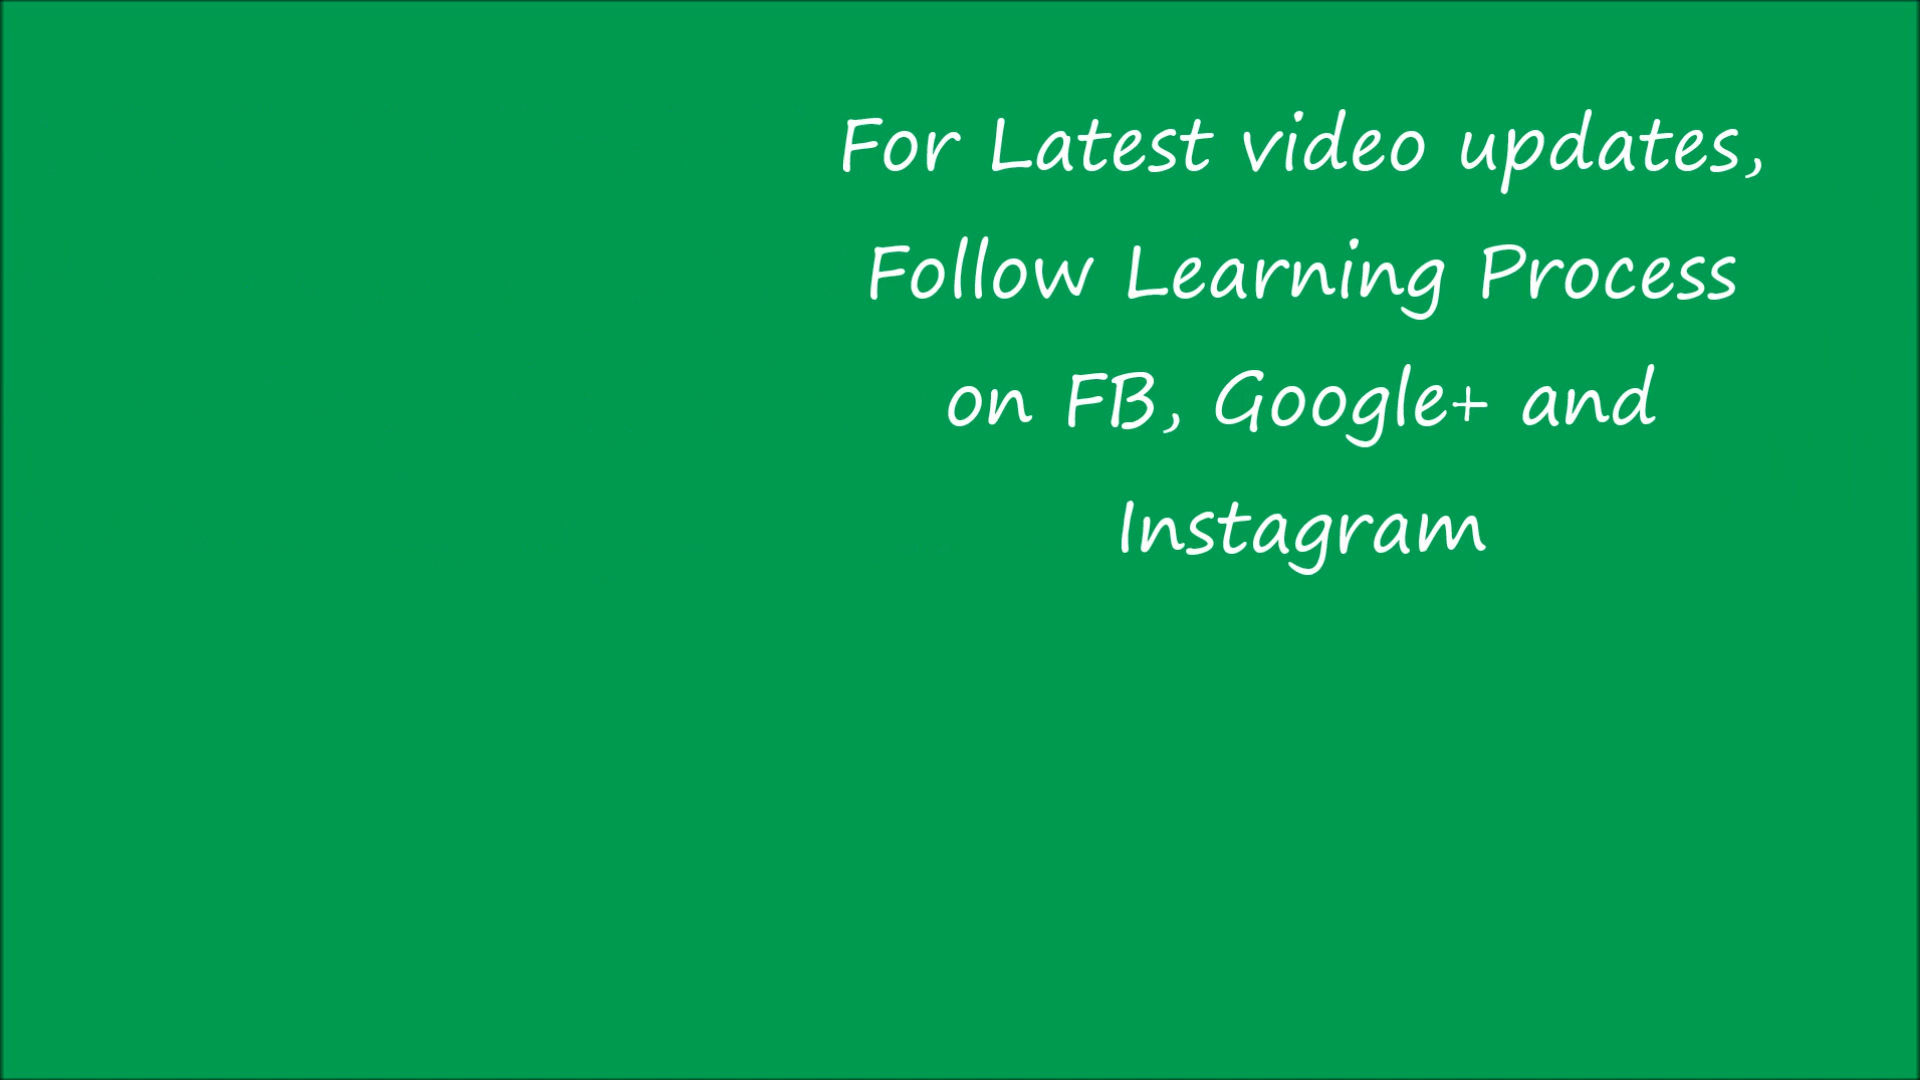 For Latest video updates,
Follow Learning Process
on FB, Google+ and
Instagram